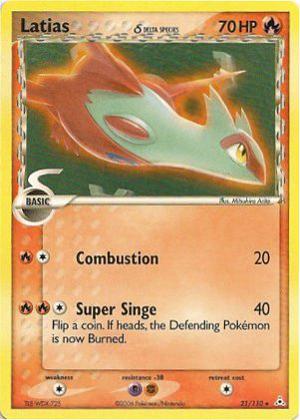 Latias δ DELTA SPECIES 70 HP
δ
BASIC
Illus. Mitsuhiro Arita
Combustion 20
Super Singe 40
Flip a coin. If heads, the Defending Pokémon
is now Burned.
weakness resistance retreat cost
©2006 Pokémon/Nintendo 21/110 ★